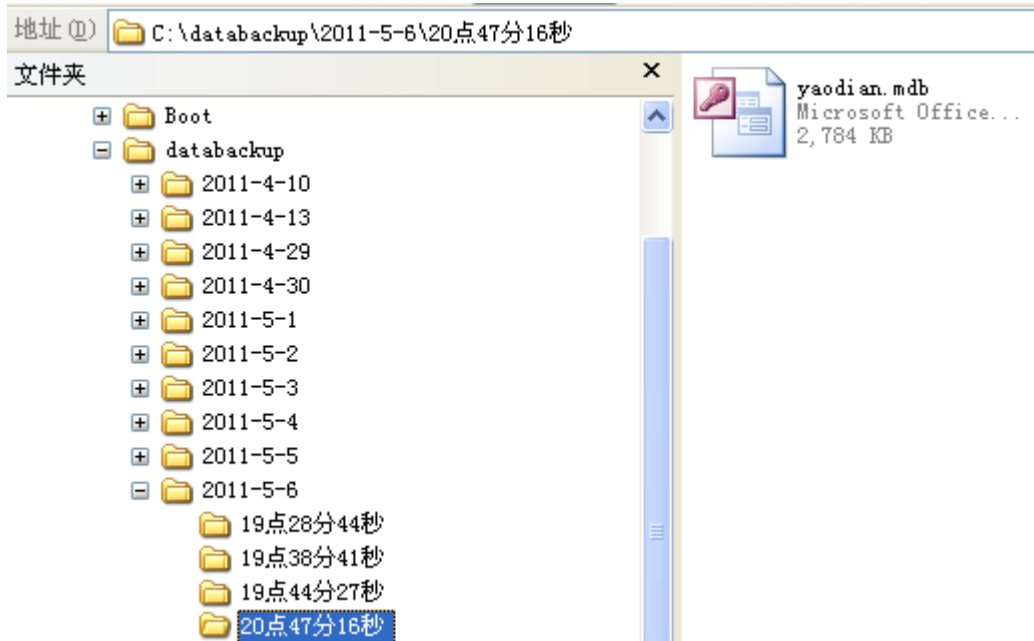 地址(D) C:\databackup\2011-5-6\20点47分16秒
文件夹
Boot
databackup
2011-4-10
2011-4-13
2011-4-29
2011-4-30
2011-5-1
2011-5-2
2011-5-3
2011-5-4
2011-5-5
2011-5-6
19点28分44秒
19点38分41秒
19点44分27秒
20点47分16秒
yaodian.mdb
Microsoft Office...
2,784 KB